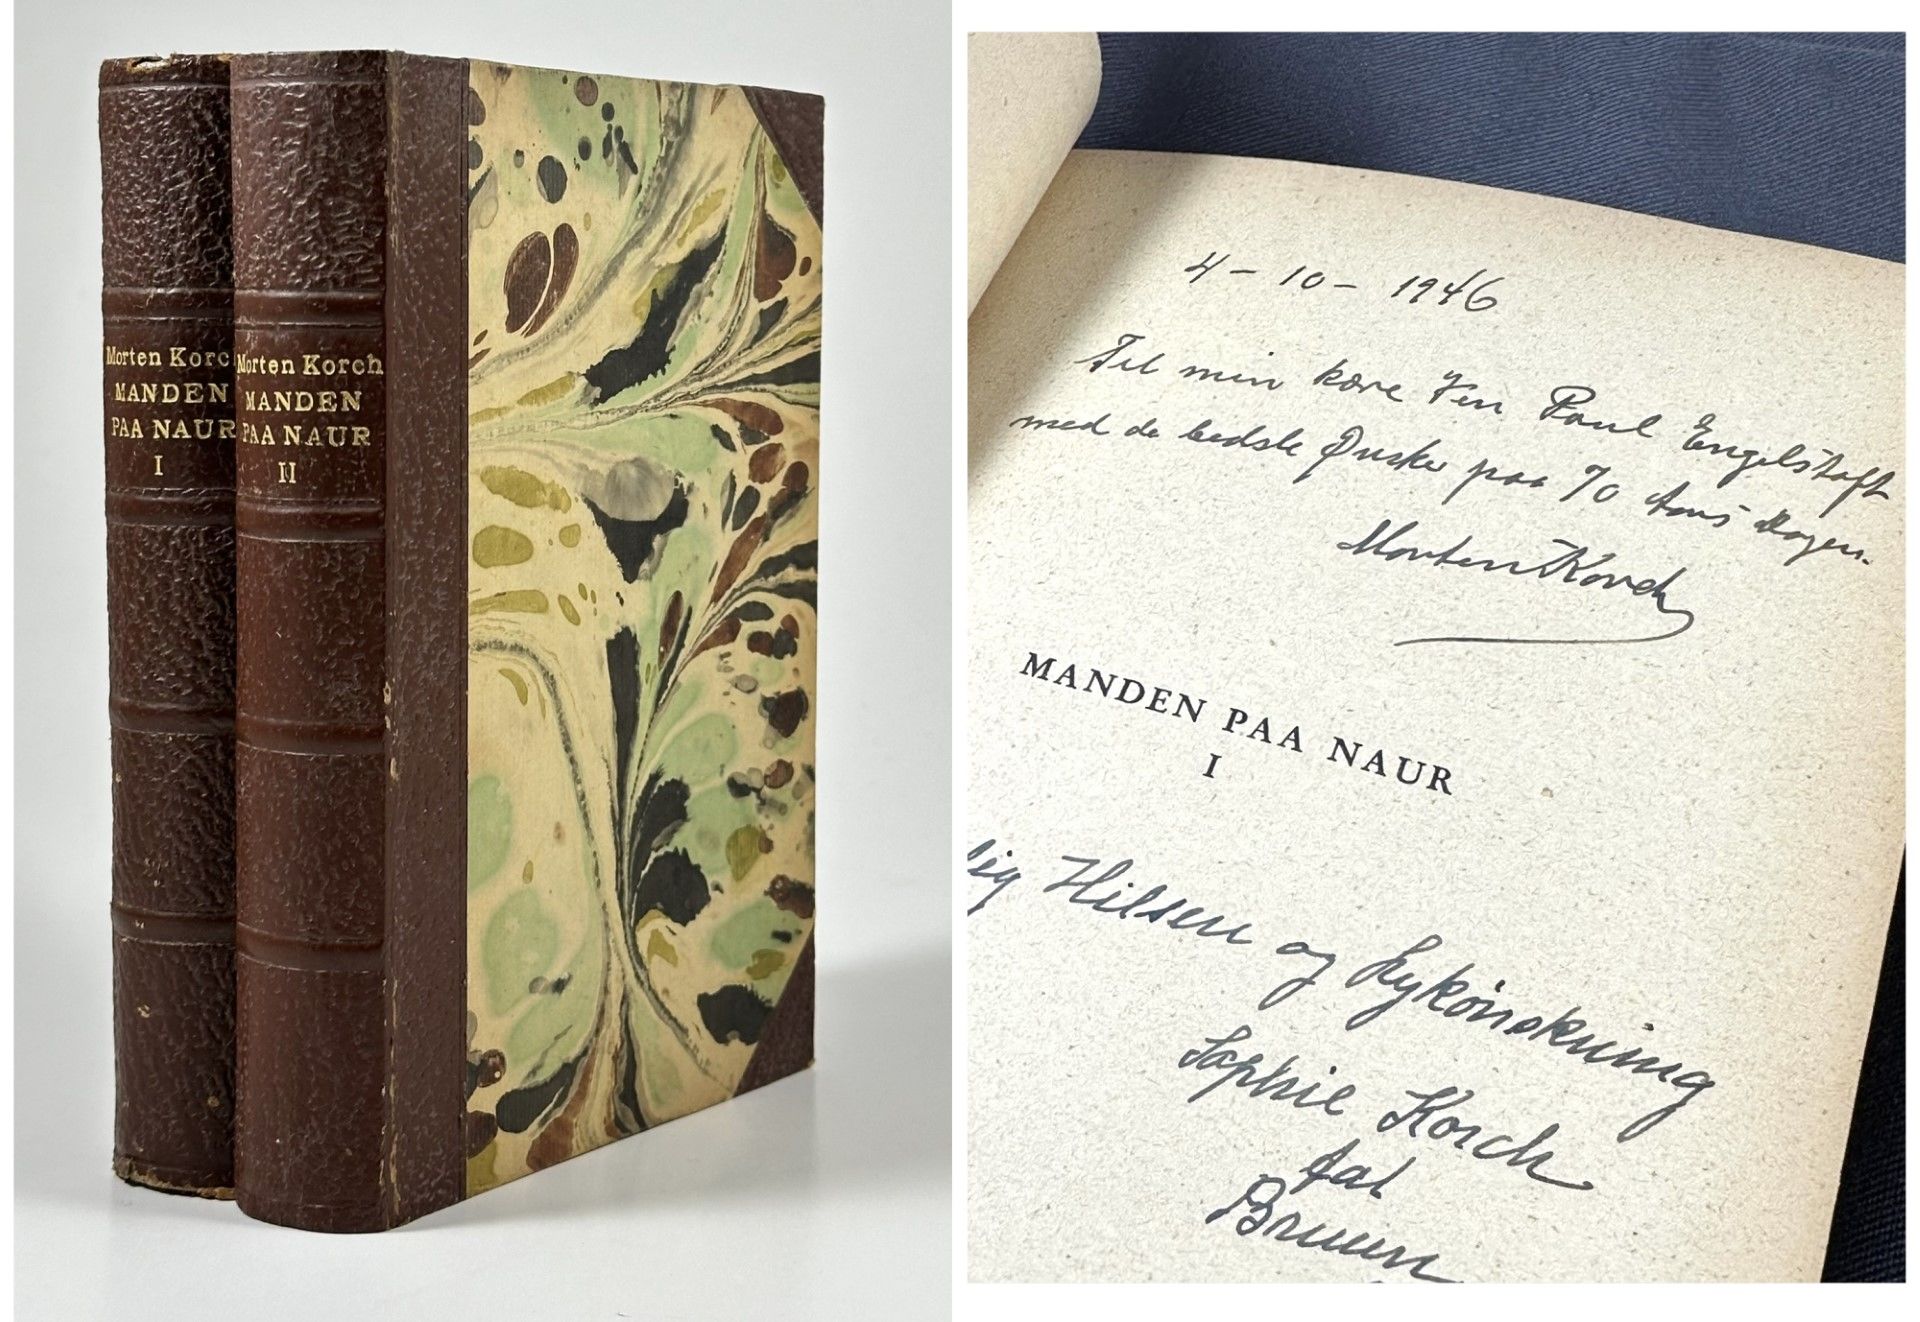 Morten Korc
MANDEN
PAA NAUR
I
Morten Korch
MANDEN
PAA NAUR
II
4 - 10 - 1946
Til min kære Ven Poul Engelstoft
med de bedste Ønsker paa 70 Aars Dagen.
Morten Korch
MANDEN PAA NAUR
I
lig Hilsen og Lykønskning
Sophie Korch
født
Bruun